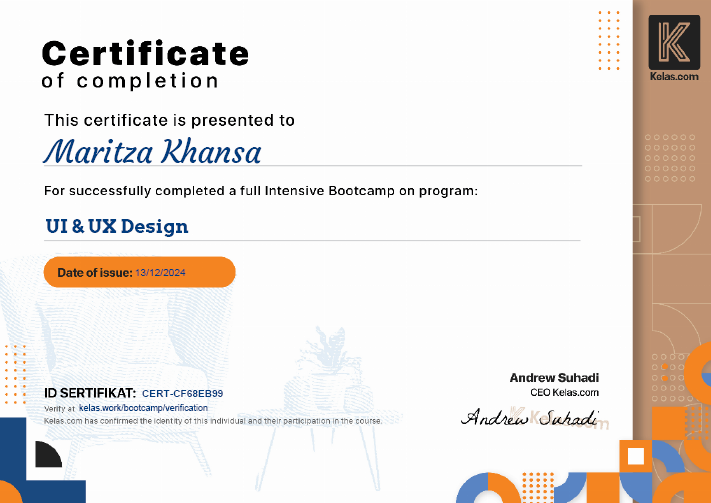 Certificate
of completion
This certificate is presented to
Maritza Khansa
For successfully completed a full Intensive Bootcamp on program:
UI & UX Design
Date of issue: 13/12/2024
ID SERTIFIKAT: CERT-CF68EB99
Verify at kelas.work/bootcamp/verification
Kelas.com has confirmed the identity of this individual and their participation in the course.
K
Kelas.com
Andrew Suhadi
CEO Kelas.com
Andrew Suhadi
Kelas.com